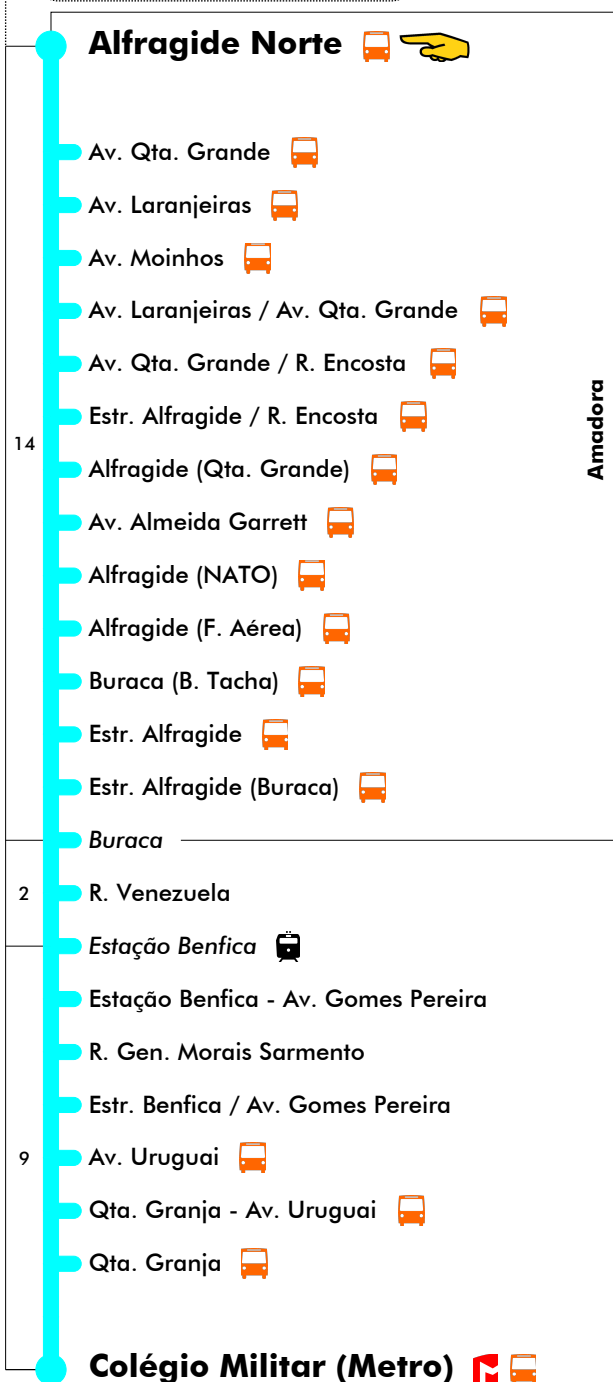 Alfragide Norte
Av. Qta. Grande
Av. Laranjeiras
Av. Moinhos
Av. Laranjeiras / Av. Qta. Grande
Av. Qta. Grande / R. Encosta
Amadora
Estr. Alfragide / R. Encosta
14
Alfragide (Qta. Grande)
Av. Almeida Garrett
Alfragide (NATO)
Alfragide (F. Aérea)
Buraca (B. Tacha)
Estr. Alfragide
Estr. Alfragide (Buraca)
Buraca
2
R. Venezuela
Estação Benfica
Estação Benfica - Av. Gomes Pereira
R. Gen. Morais Sarmento
Estr. Benfica / Av. Gomes Pereira
9
Av. Uruguai
Qta. Granja - Av. Uruguai
Qta. Granja
Colégio Militar (Metro)